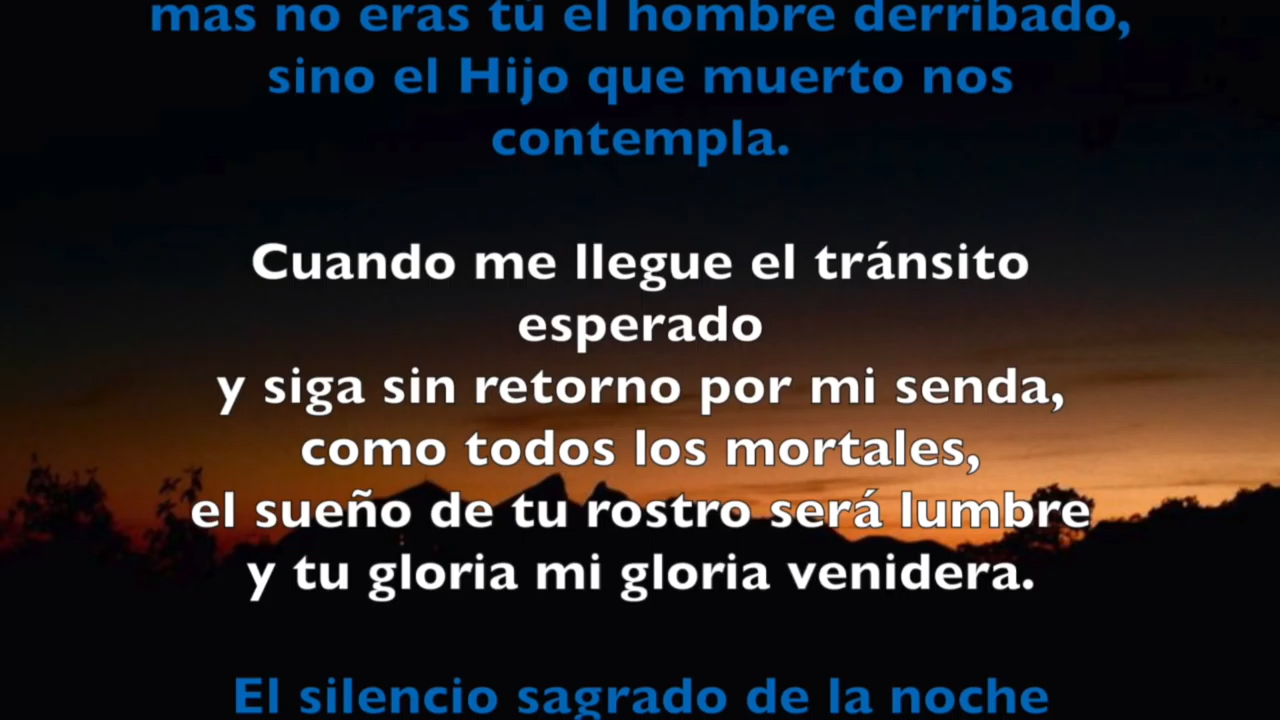 mas no eras tú el hombre derribado,
sino el Hijo que muerto nos
contempla.
Cuando me llegue el tránsito
esperado
y siga sin retorno por mi senda,
como todos los mortales,
el sueño de tu rostro será lumbre
y tu gloria mi gloria venidera.
El silencio sagrado de la noche